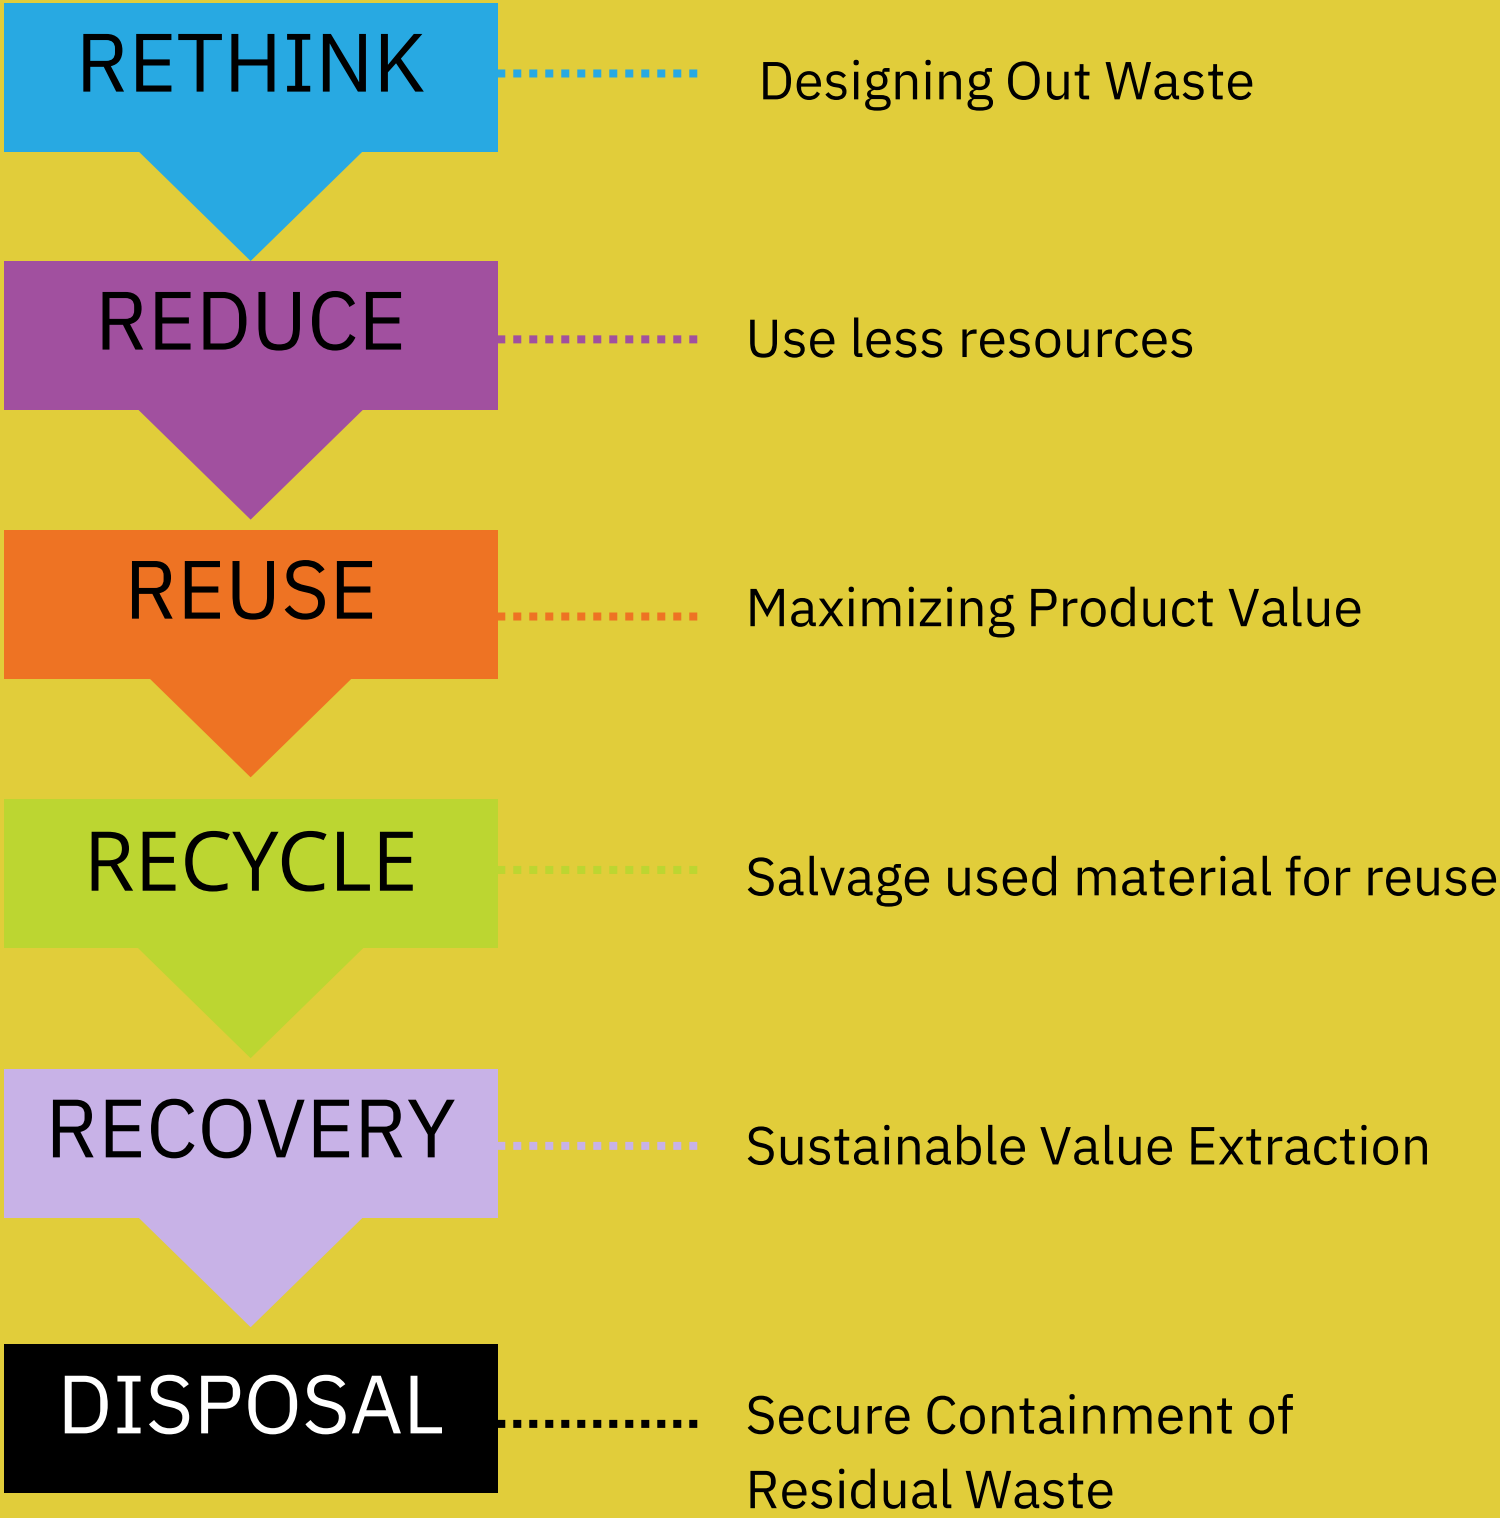 RETHINK
Designing Out Waste
REDUCE
Use less resources
REUSE
Maximizing Product Value
RECYCLE
Salvage used material for reuse
RECOVERY
Sustainable Value Extraction
DISPOSAL
Secure Containment of
Residual Waste